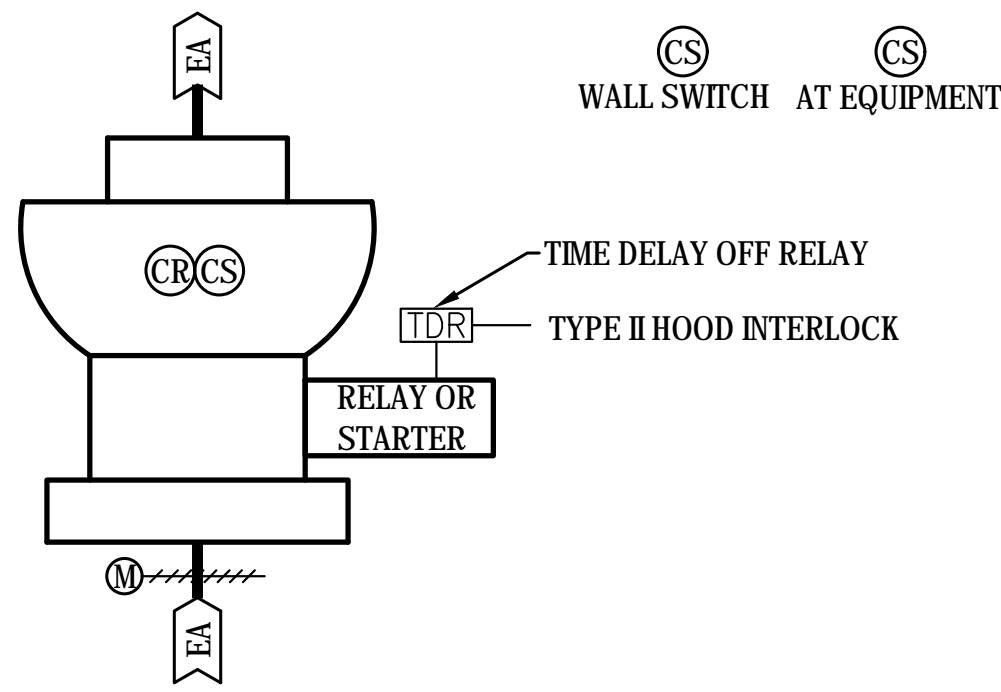 EA
CS
CS
WALL SWITCH
AT EQUIPMENT
CR
CS
TIME DELAY OFF RELAY
TDR
TYPE II HOOD INTERLOCK
RELAY OR
STARTER
M
EA